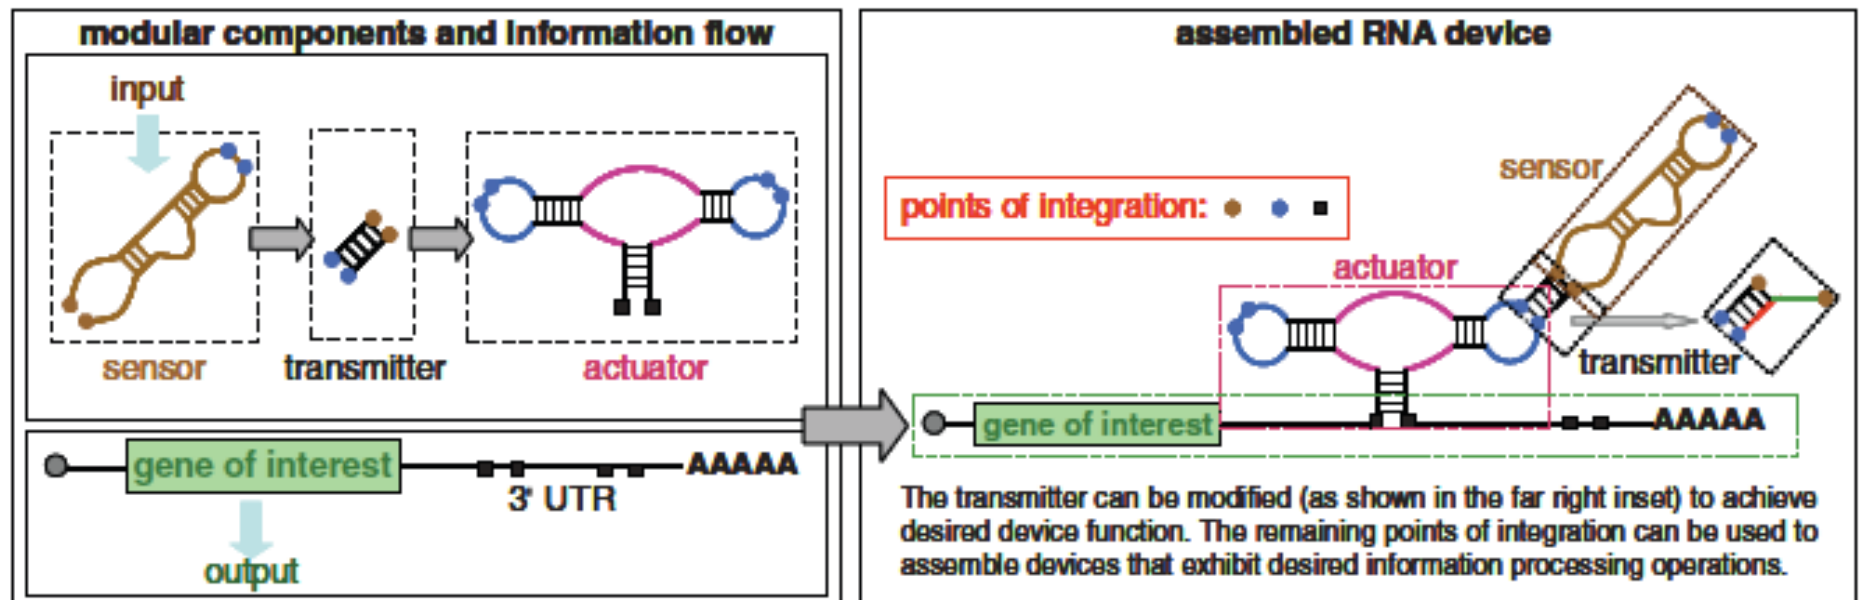 modular components and information flow
input
sensor
transmitter
actuator
gene of interest
AAAAA
3' UTR
output
assembled RNA device
sensor
points of integration:
actuator
transmitter
gene of interest
AAAAA
The transmitter can be modified (as shown in the far right inset) to achieve
desired device function. The remaining points of integration can be used to
assemble devices that exhibit desired information processing operations.